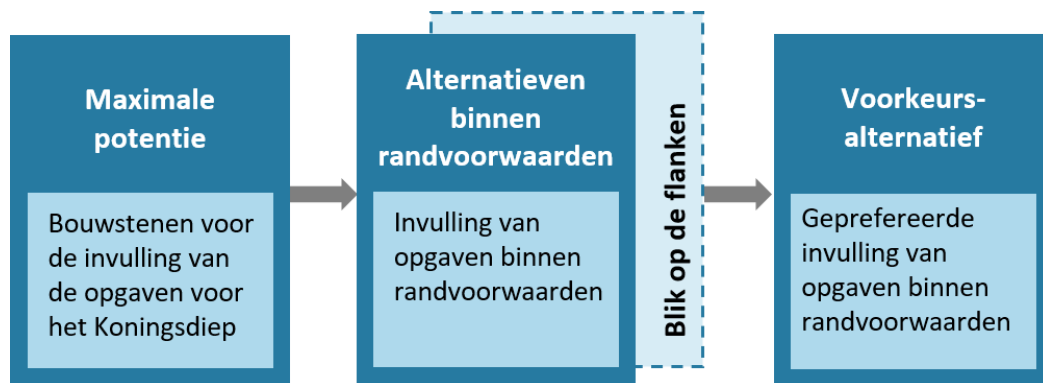 Maximale
potentie
Bouwstenen voor
de invulling van
de opgaven voor
het Koningsdiep
Alternatieven
binnen
randvoorwaarden
Invulling van
opgaven binnen
randvoorwaarden
Blik op de flanken
Voorkeurs-
alternatief
Geprefereerde
invulling van
opgaven binnen
randvoorwaarden